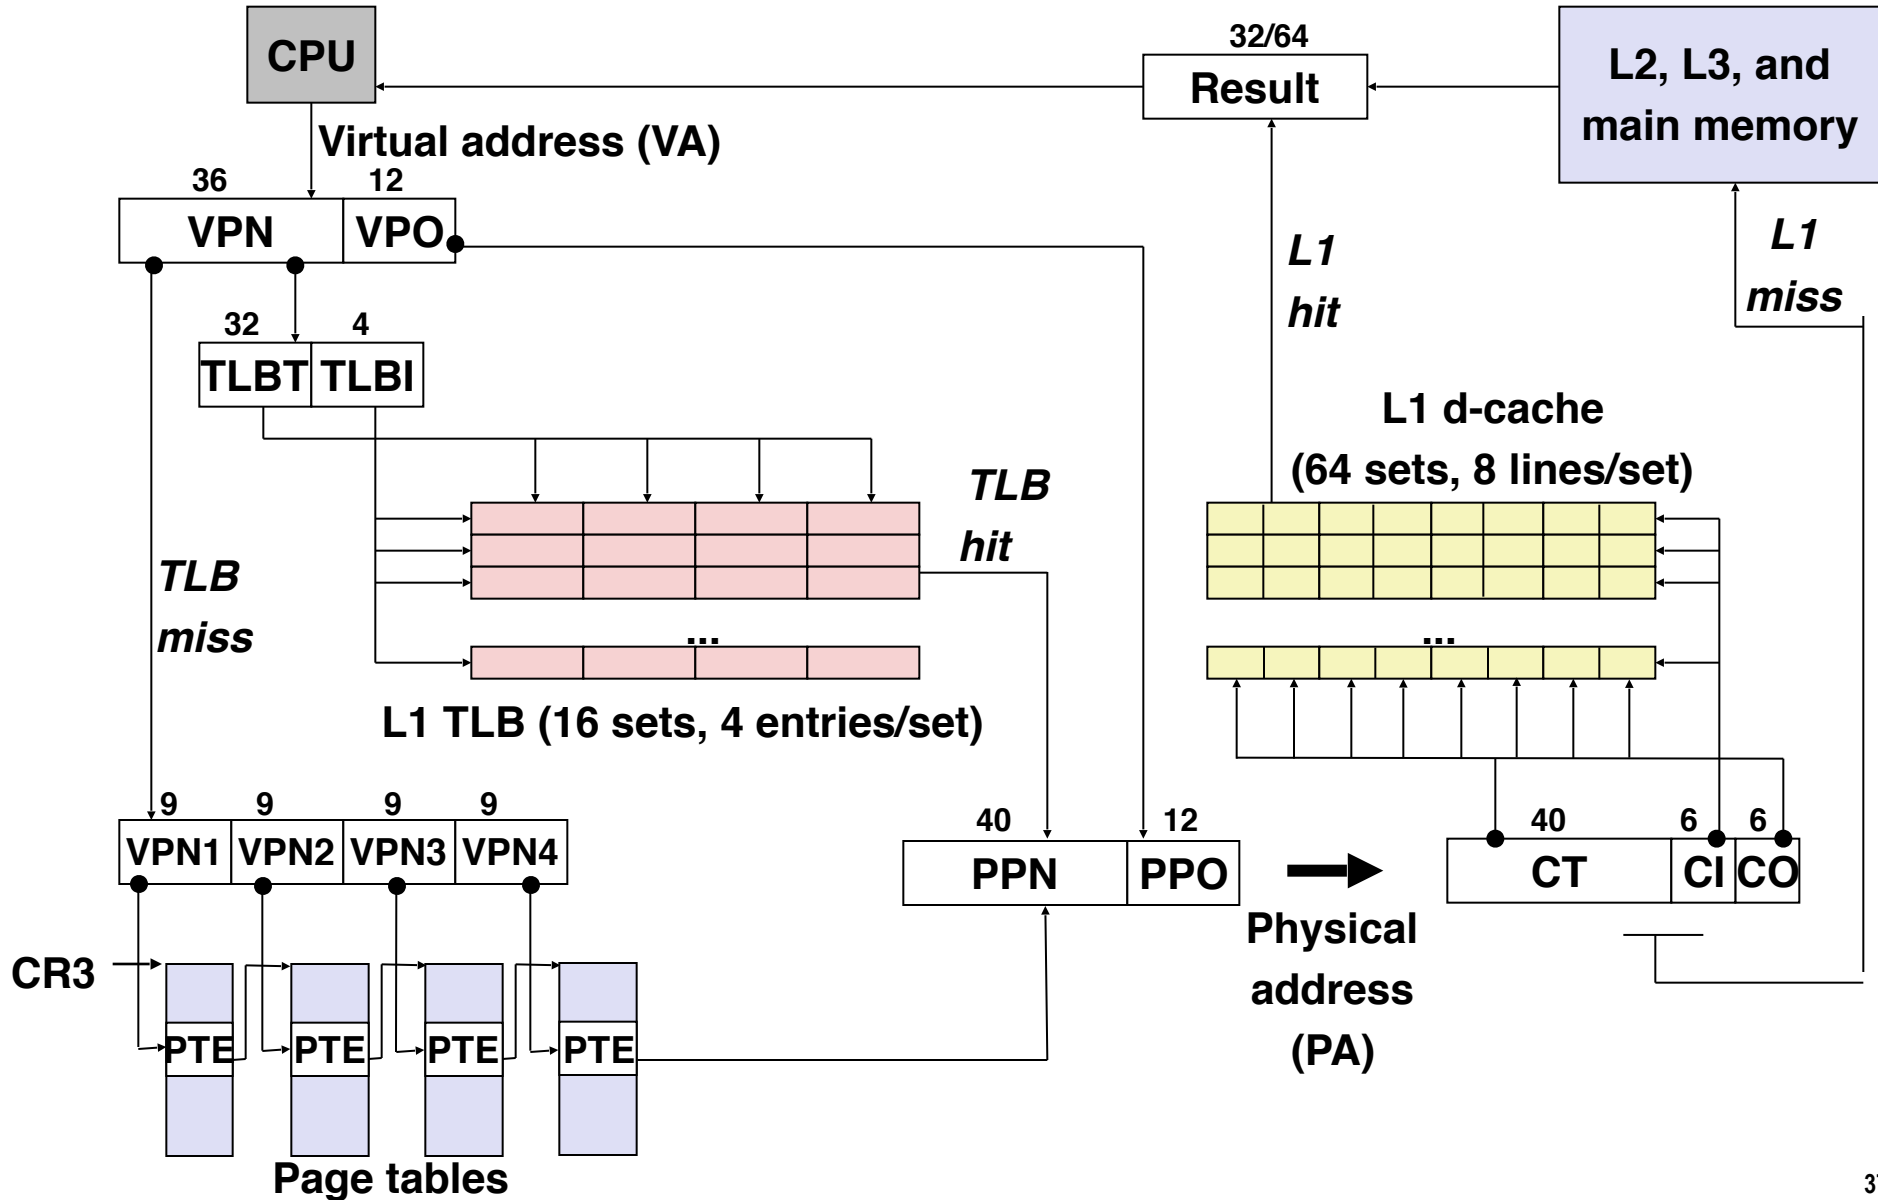 CPU
32/64
Result
L2, L3, and
main memory
Virtual address (VA)
36
12
VPN
VPO
L1
hit
L1
miss
32
4
TLBT
TLBI
L1 d-cache
(64 sets, 8 lines/set)
TLB
hit
TLB
miss
...
...
L1 TLB (16 sets, 4 entries/set)
9
9
9
9
VPN1
VPN2
VPN3
VPN4
40
12
PPN
PPO
40
6
6
CT
CI
CO
Physical
address
(PA)
CR3
PTE
PTE
PTE
PTE
Page tables